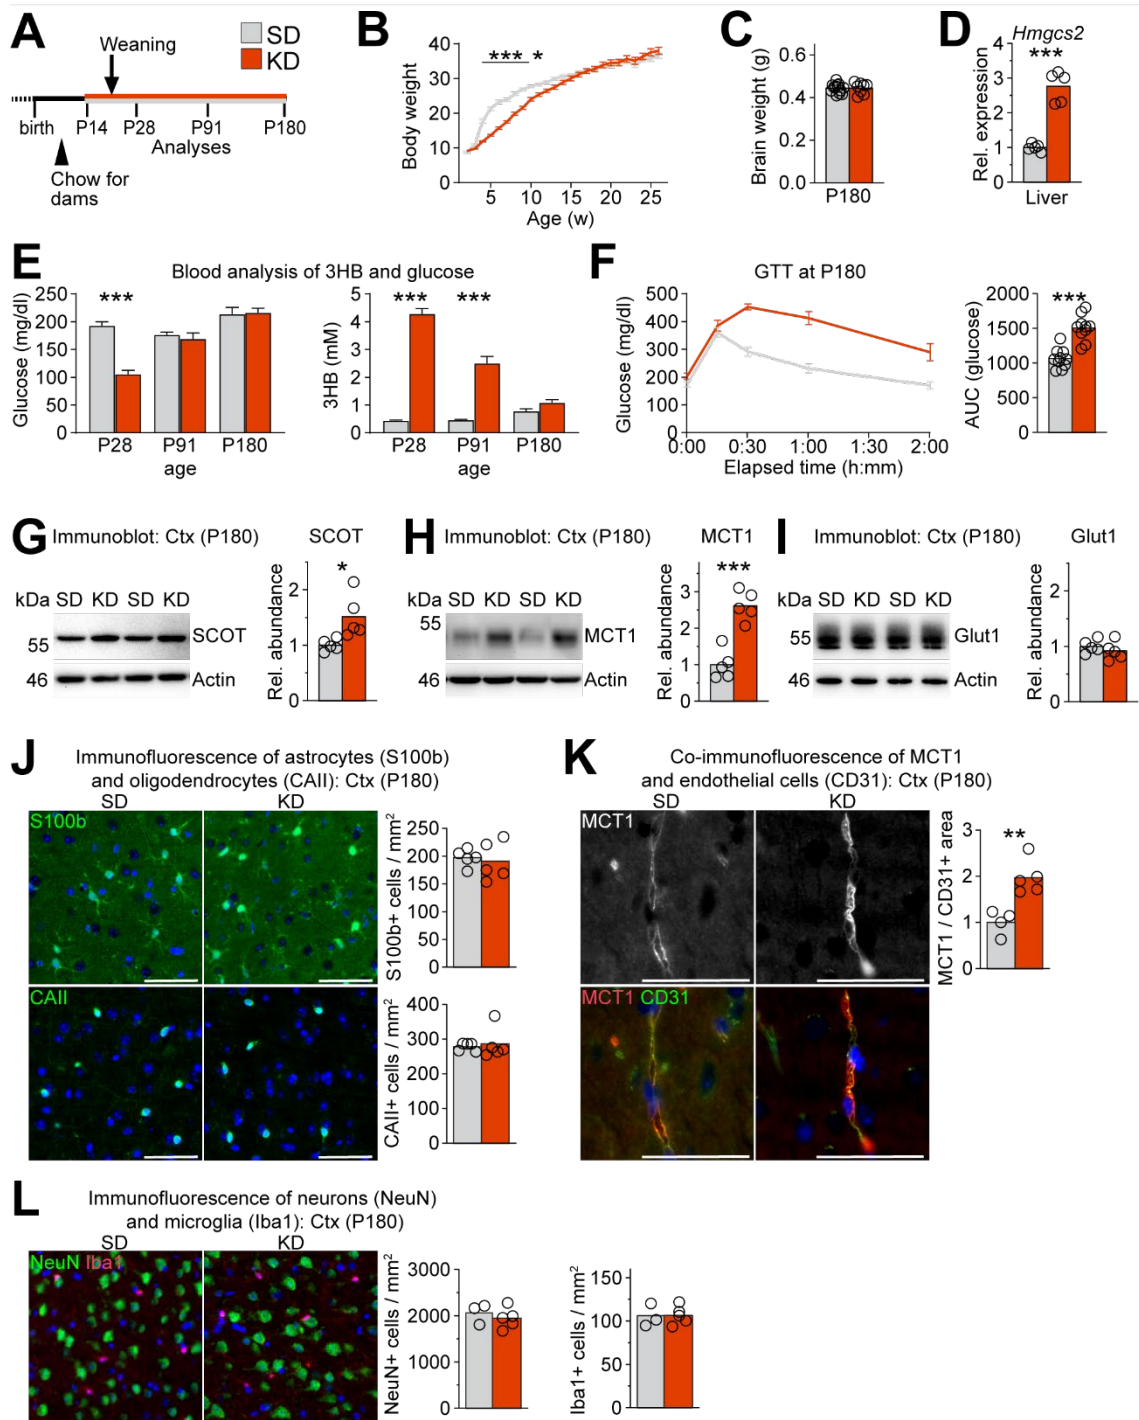 A
Weaning
SD
KD
birth P14 P28 P91 P180
Analyses
Chow for
dams
B
Body weight
40
30
20
10
0
*** *
5 10 15 20 25
Age (w)
C
Brain weight (g)
0.6
0.4
0.2
0.0
P180
D
Hmgcs2
***
Rel. expression
3
2
1
0
Liver
E
Blood analysis of 3HB and glucose
Glucose (mg/dl)
250
200
150
100
50
0
***
P28 P91 P180
age
3HB (mM)
5
4
3
2
1
0
*** ***
P28 P91 P180
age
F
GTT at P180
Glucose (mg/dl)
500
400
300
200
100
0
0:00 0:30 1:00 1:30 2:00
Elapsed time (h:mm)
AUC (glucose)
2000
1500
1000
500
0
***
G
Immunoblot: Ctx (P180)
kDa SD KD SD KD
55 SCOT
46 Actin
SCOT
*
Rel. abundance
2
1
0
H
Immunoblot: Ctx (P180)
kDa SD KD SD KD
55 MCT1
46 Actin
MCT1
***
Rel. abundance
3
2
1
0
I
Immunoblot: Ctx (P180)
kDa SD KD SD KD
55 Glut1
46 Actin
Glut1
Rel. abundance
2
1
0
J
Immunofluorescence of astrocytes (S100b)
and oligodendrocytes (CAII): Ctx (P180)
SD KD
S100b
S100b+ cells / mm²
250
200
150
100
50
0
CAII
CAII+ cells / mm²
400
300
200
100
0
K
Co-immunofluorescence of MCT1
and endothelial cells (CD31): Ctx (P180)
SD KD
MCT1
MCT1 CD31
MCT1 / CD31+ area
3
2
1
0
**
L
Immunofluorescence of neurons (NeuN)
and microglia (Iba1): Ctx (P180)
SD KD
NeuN Iba1
NeuN+ cells / mm²
3000
2000
1000
0
Iba1+ cells / mm²
150
100
50
0